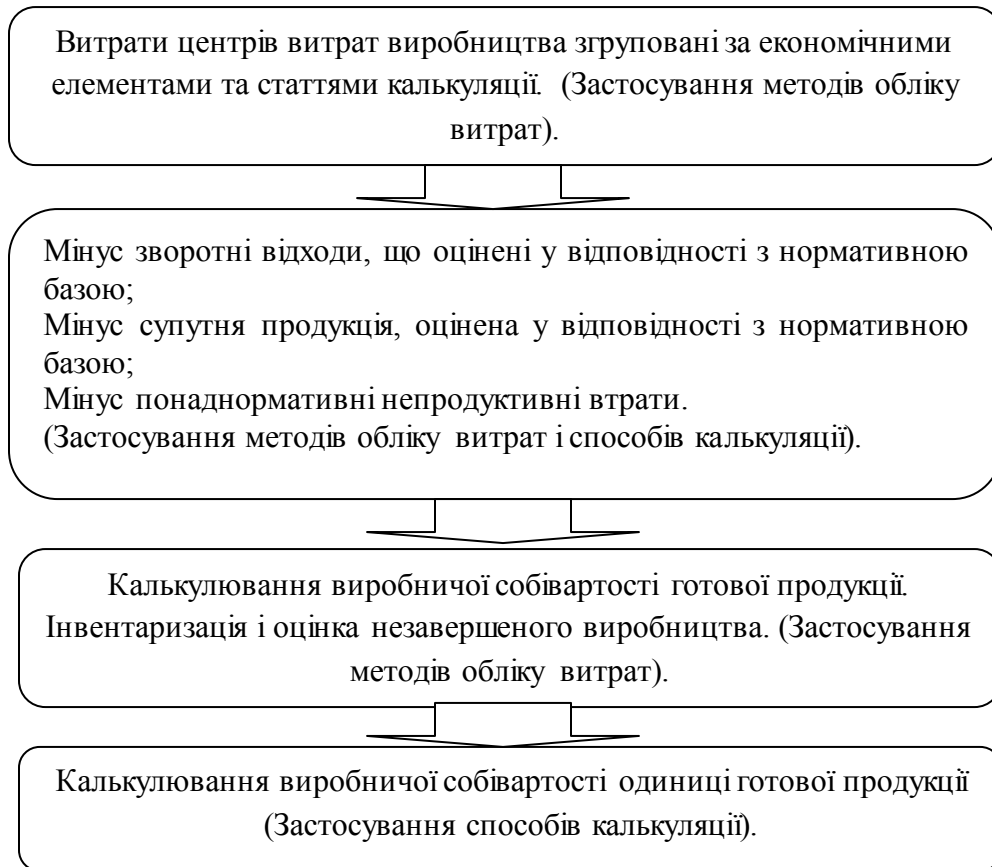 Витрати центрів витрат виробництва згруповані за економічними
елементами та статтями калькуляції. (Застосування методів обліку
витрат).
Мінус зворотні відходи, що оцінені у відповідності з нормативною
базою;
Мінус супутня продукція, оцінена у відповідності з нормативною
базою;
Мінус понаднормативні непродуктивні втрати.
(Застосування методів обліку витрат і способів калькуляції).
Калькулювання виробничої собівартості готової продукції.
Інвентаризація і оцінка незавершеного виробництва. (Застосування
методів обліку витрат).
Калькулювання виробничої собівартості одиниці готової продукції
(Застосування способів калькуляції).